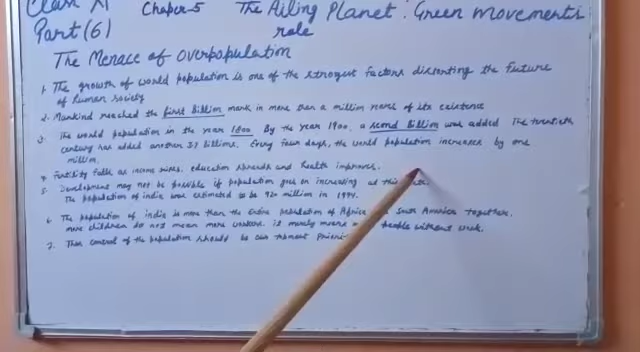 Class XI Chapter-5 The Ailing Planet: Green movement's
Part (6) role
The Menace of Overpopulation
1. The growth of world population is one of the strongest factors distorting the future
of human society
2. Mankind reached the first Billion mark in more than a million years of its existence
3. The world population in the year 1800 By the year 1900, a second Billion was added The twentieth
century has added another 3.7 billions. Every four days, the world population increases by one
million.
4. Fertility falls as income rises, education spreads and health improves.
5. Development may not be possible if population goes on increasing at this
The population of india was estimated to be 920 million in 1994.
6. The population of india is more than the entire population of Africa South America together.
more children do not mean more workers it merely means people without work.
7. Thus control of the population should be our topmost